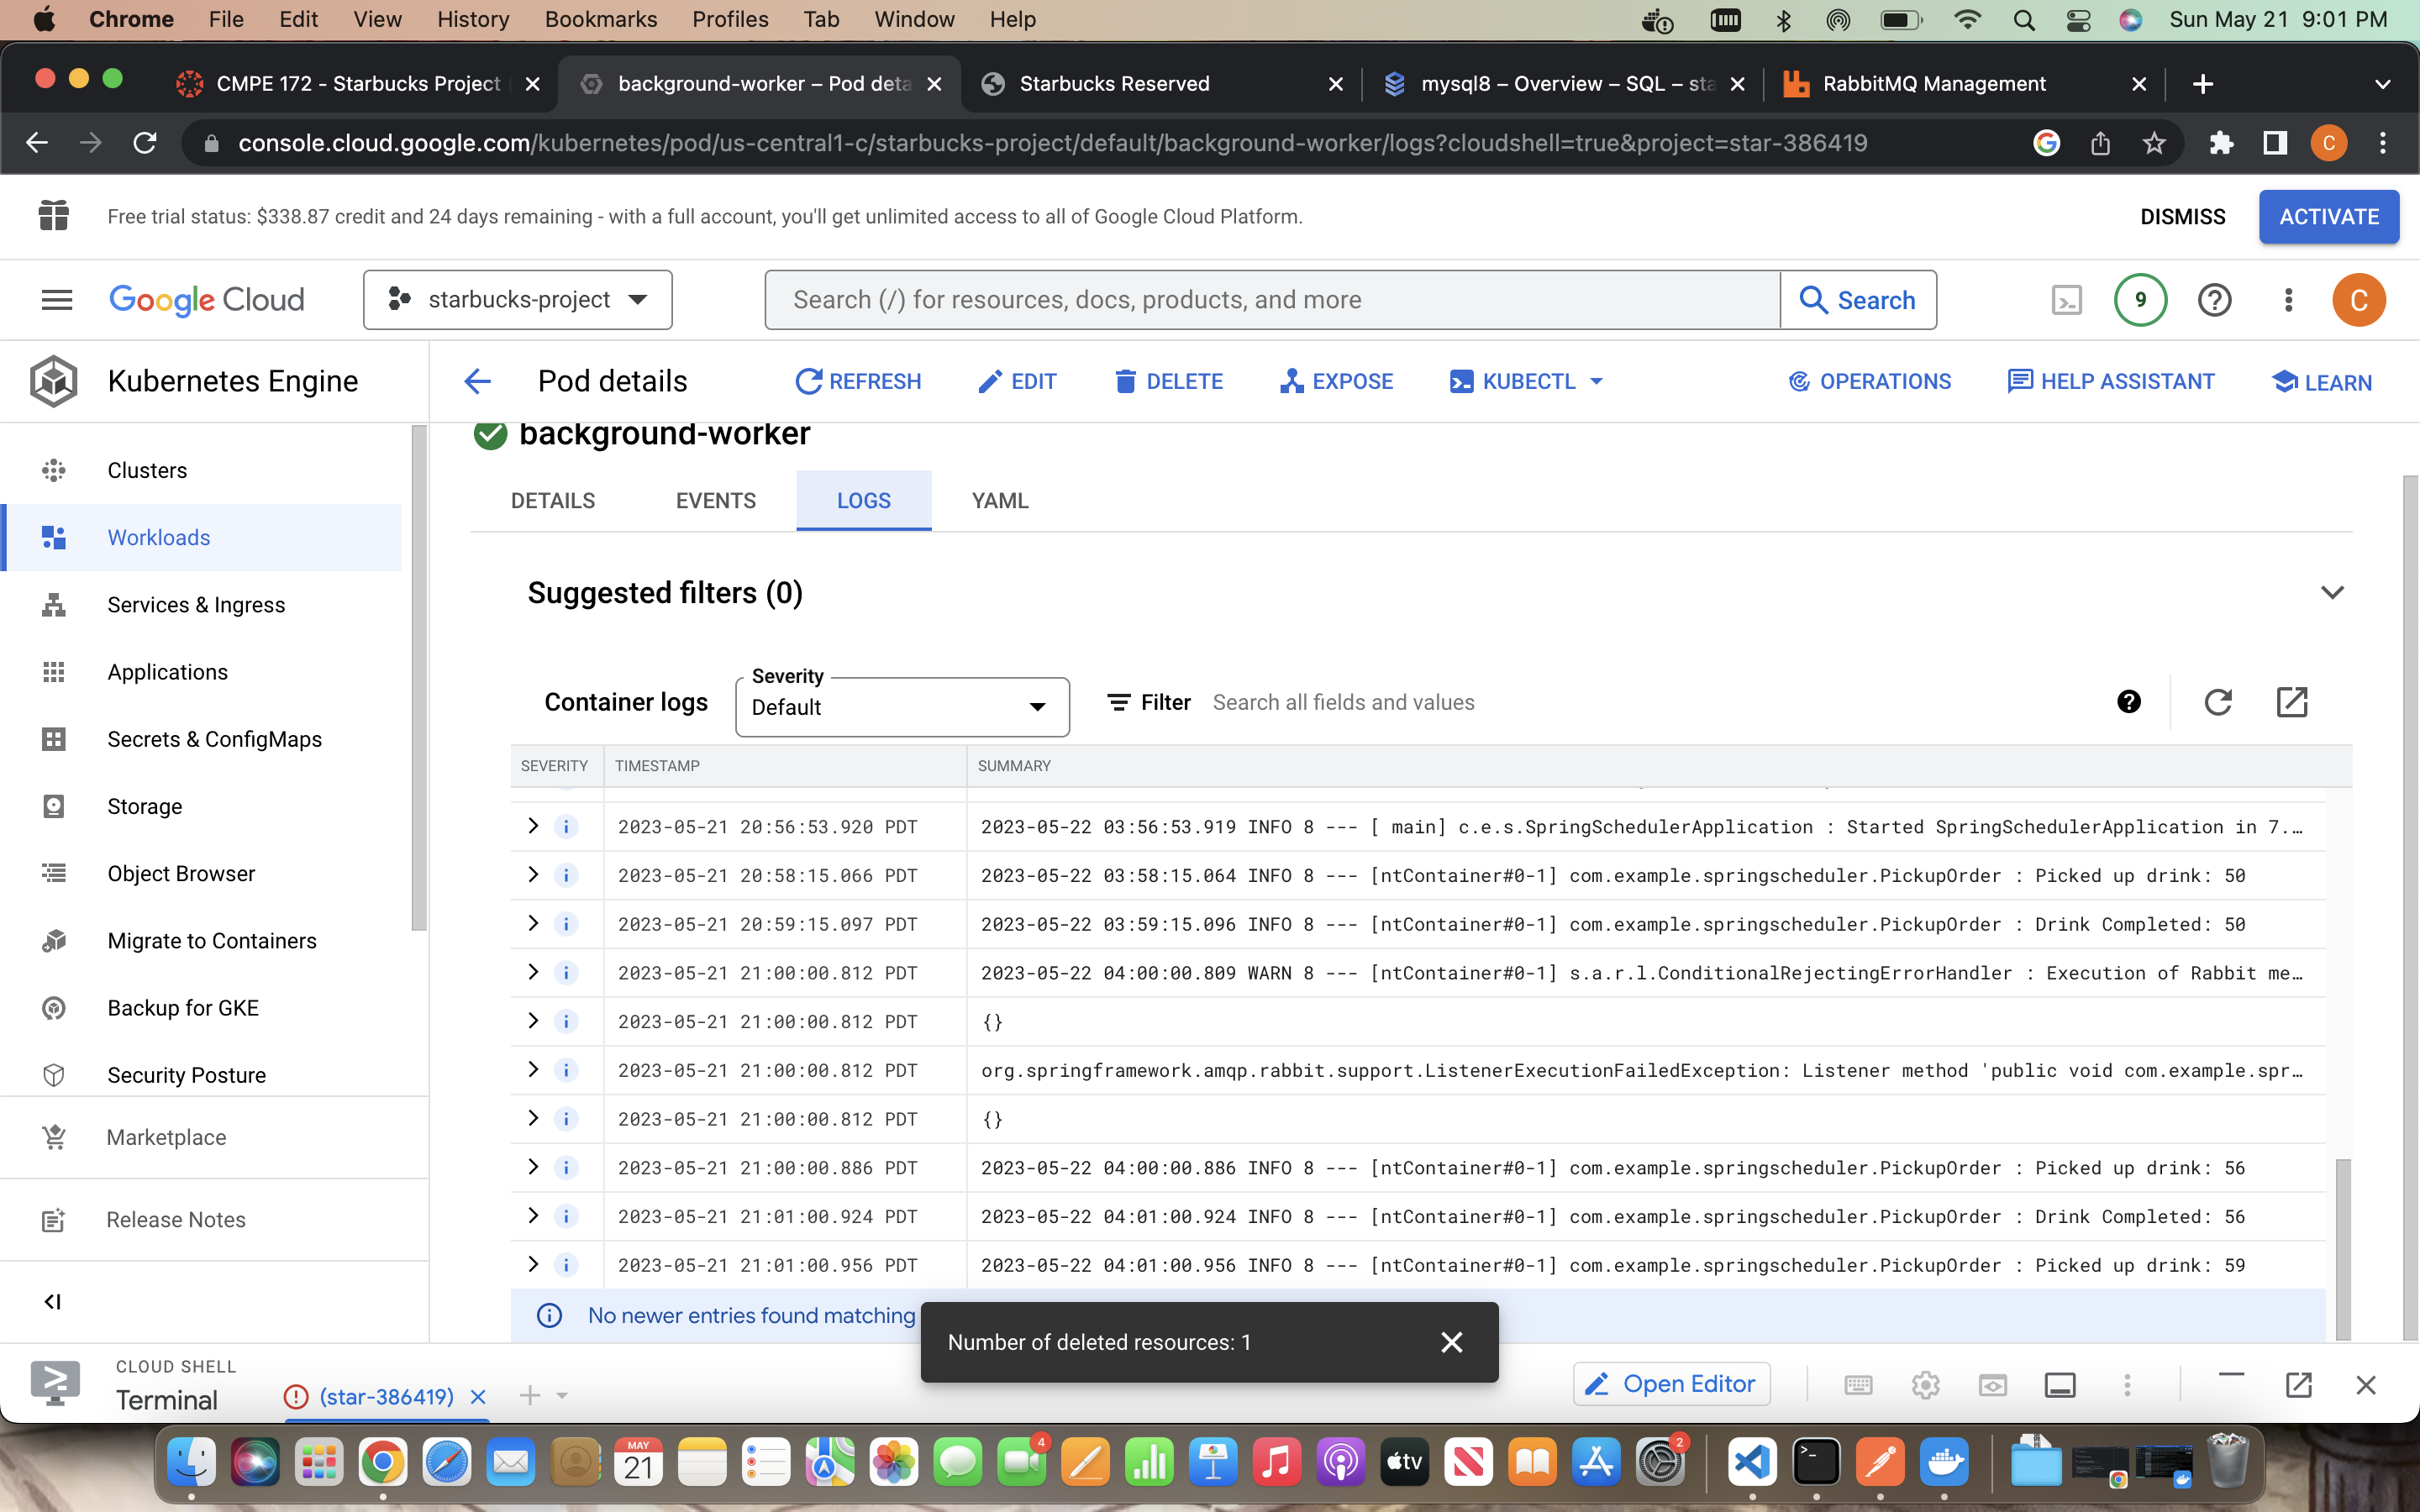 Chrome File Edit View History Bookmarks Profiles Tab Window Help Sun May 21 9:01 PM
CMPE 172 - Starbucks Project
background-worker – Pod deta
Starbucks Reserved
mysql8 – Overview – SQL – sta
RabbitMQ Management
console.cloud.google.com/kubernetes/pod/us-central1-c/starbucks-project/default/background-worker/logs?cloudshell=true&project=star-386419
C
Free trial status: $338.87 credit and 24 days remaining - with a full account, you'll get unlimited access to all of Google Cloud Platform.
DISMISS ACTIVATE
Google Cloud
starbucks-project
Search (/) for resources, docs, products, and more
Search
9
C
Kubernetes Engine
Pod details
REFRESH EDIT DELETE EXPOSE KUBECTL
OPERATIONS HELP ASSISTANT LEARN
Clusters
Workloads
Services & Ingress
Applications
Secrets & ConfigMaps
Storage
Object Browser
Migrate to Containers
Backup for GKE
Security Posture
Marketplace
Release Notes
background-worker
DETAILS EVENTS LOGS YAML
Suggested filters (0)
Container logs
Severity
Default
Filter Search all fields and values
SEVERITY TIMESTAMP SUMMARY
2023-05-21 20:56:53.920 PDT 2023-05-22 03:56:53.919 INFO 8 --- [ main] c.e.s.SpringSchedulerApplication : Started SpringSchedulerApplication in 7.…
2023-05-21 20:58:15.066 PDT 2023-05-22 03:58:15.064 INFO 8 --- [ntContainer#0-1] com.example.springscheduler.PickupOrder : Picked up drink: 50
2023-05-21 20:59:15.097 PDT 2023-05-22 03:59:15.096 INFO 8 --- [ntContainer#0-1] com.example.springscheduler.PickupOrder : Drink Completed: 50
2023-05-21 21:00:00.812 PDT 2023-05-22 04:00:00.809 WARN 8 --- [ntContainer#0-1] s.a.r.l.ConditionalRejectingErrorHandler : Execution of Rabbit me…
2023-05-21 21:00:00.812 PDT {}
2023-05-21 21:00:00.812 PDT org.springframework.amqp.rabbit.support.ListenerExecutionFailedException: Listener method 'public void com.example.spr…
2023-05-21 21:00:00.812 PDT {}
2023-05-21 21:00:00.886 PDT 2023-05-22 04:00:00.886 INFO 8 --- [ntContainer#0-1] com.example.springscheduler.PickupOrder : Picked up drink: 56
2023-05-21 21:01:00.924 PDT 2023-05-22 04:01:00.924 INFO 8 --- [ntContainer#0-1] com.example.springscheduler.PickupOrder : Drink Completed: 56
2023-05-21 21:01:00.956 PDT 2023-05-22 04:01:00.956 INFO 8 --- [ntContainer#0-1] com.example.springscheduler.PickupOrder : Picked up drink: 59
No newer entries found matching
Number of deleted resources: 1
CLOUD SHELL
Terminal
(star-386419)
Open Editor
MAY
21
4
tv
2